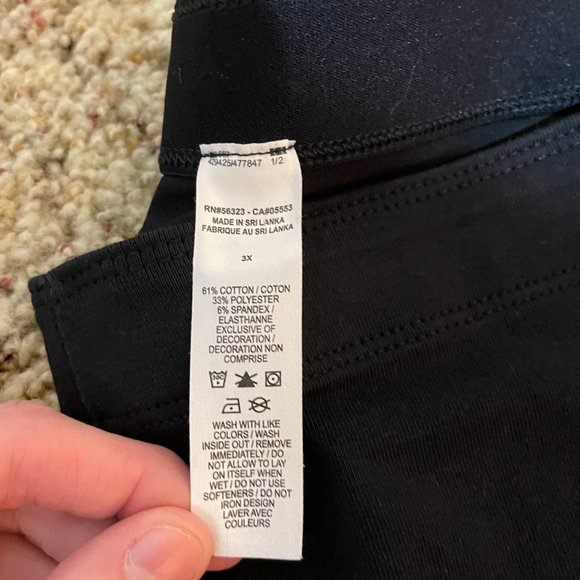 429425/477847 1/2
RN#56323 - CA#05553
MADE IN SRI LANKA
FABRIQUE AU SRI LANKA
3X
61% COTTON / COTON
33% POLYESTER
6% SPANDEX /
ELASTHANNE
EXCLUSIVE OF
DECORATION /
DECORATION NON
COMPRISE
30C
WASH WITH LIKE
COLORS / WASH
INSIDE OUT / REMOVE
IMMEDIATELY / DO
NOT ALLOW TO LAY
ON ITSELF WHEN
WET / DO NOT USE
SOFTENERS / DO NOT
IRON DESIGN
LAVER AVEC
COULEURS